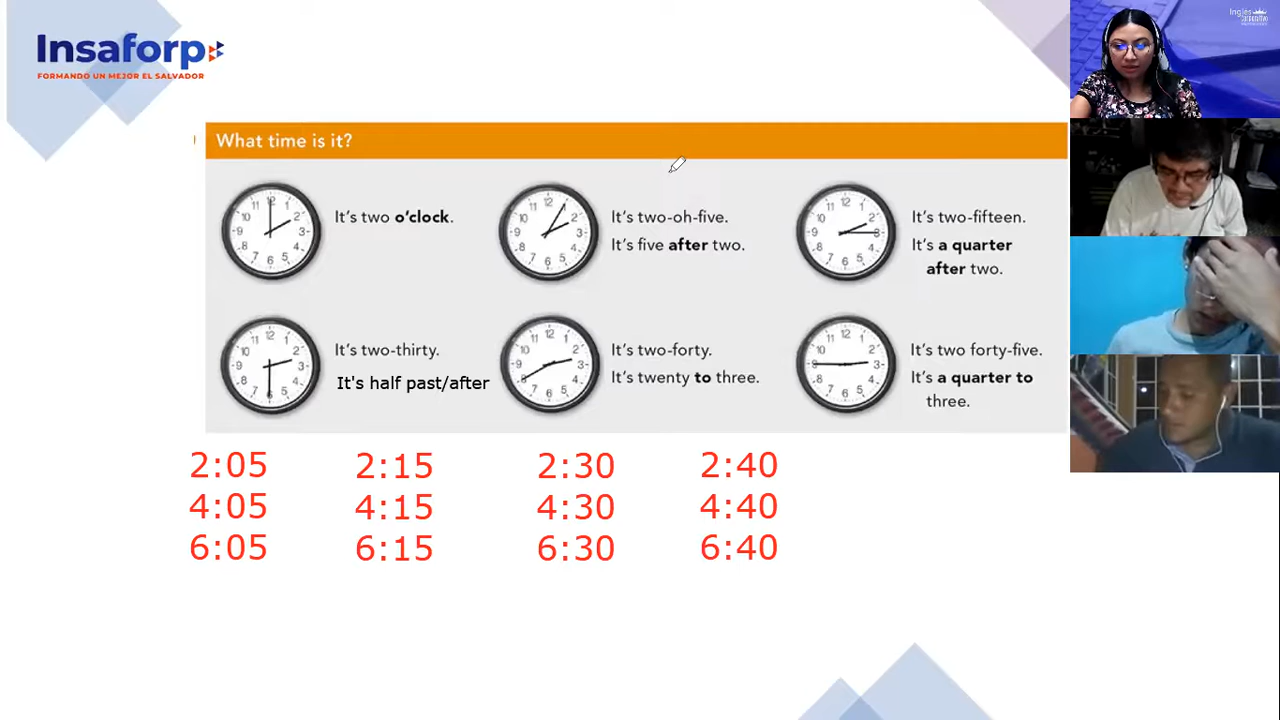 Insaforp
FORMANDO UN MEJOR EL SALVADOR
Ingles
What time is it?
It's two o'clock.
It's two-oh-five.
It's five after two.
It's two-fifteen.
It's a quarter
after two.
It's two-thirty.
It's half past/after
It's two-forty.
It's twenty to three.
It's two forty-five.
It's a quarter to
three.
2:05 2:15 2:30 2:40
4:05 4:15 4:30 4:40
6:05 6:15 6:30 6:40